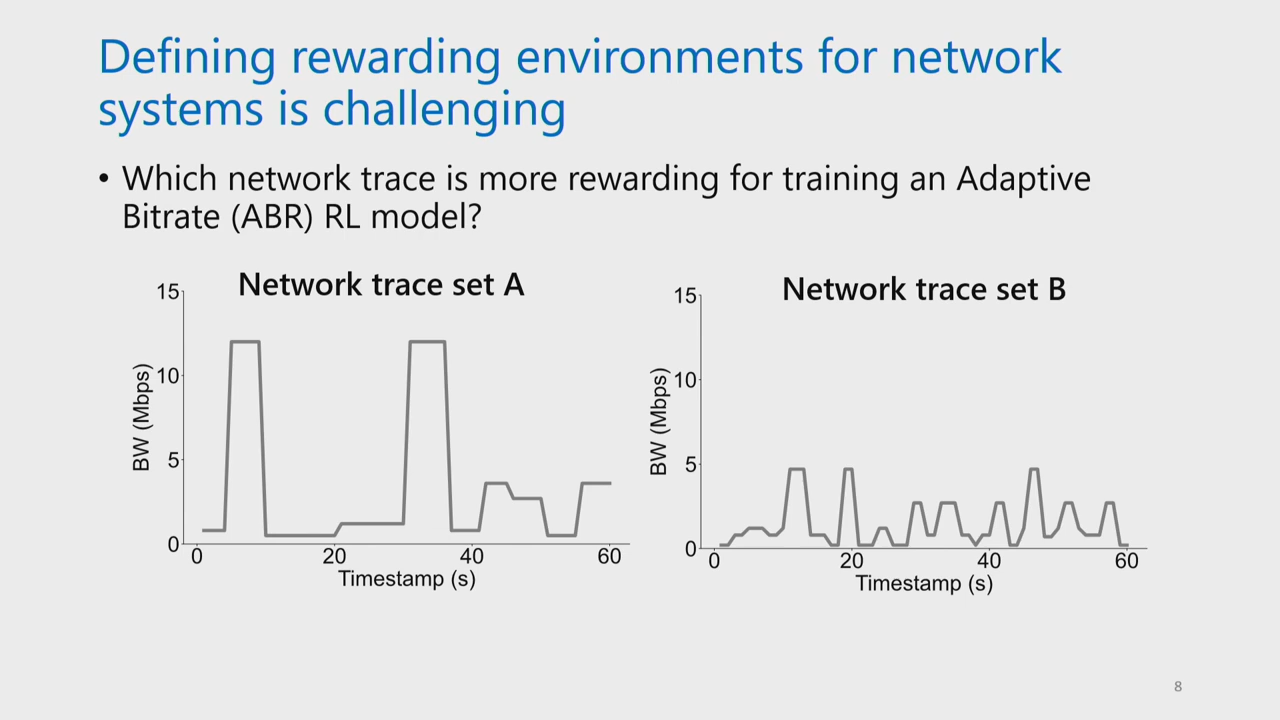 Defining rewarding environments for network
systems is challenging
• Which network trace is more rewarding for training an Adaptive
Bitrate (ABR) RL model?
Network trace set A
15
10
5
0
BW (Mbps)
0 20 40 60
Timestamp (s)
Network trace set B
15
10
5
0
BW (Mbps)
0 20 40 60
Timestamp (s)
8